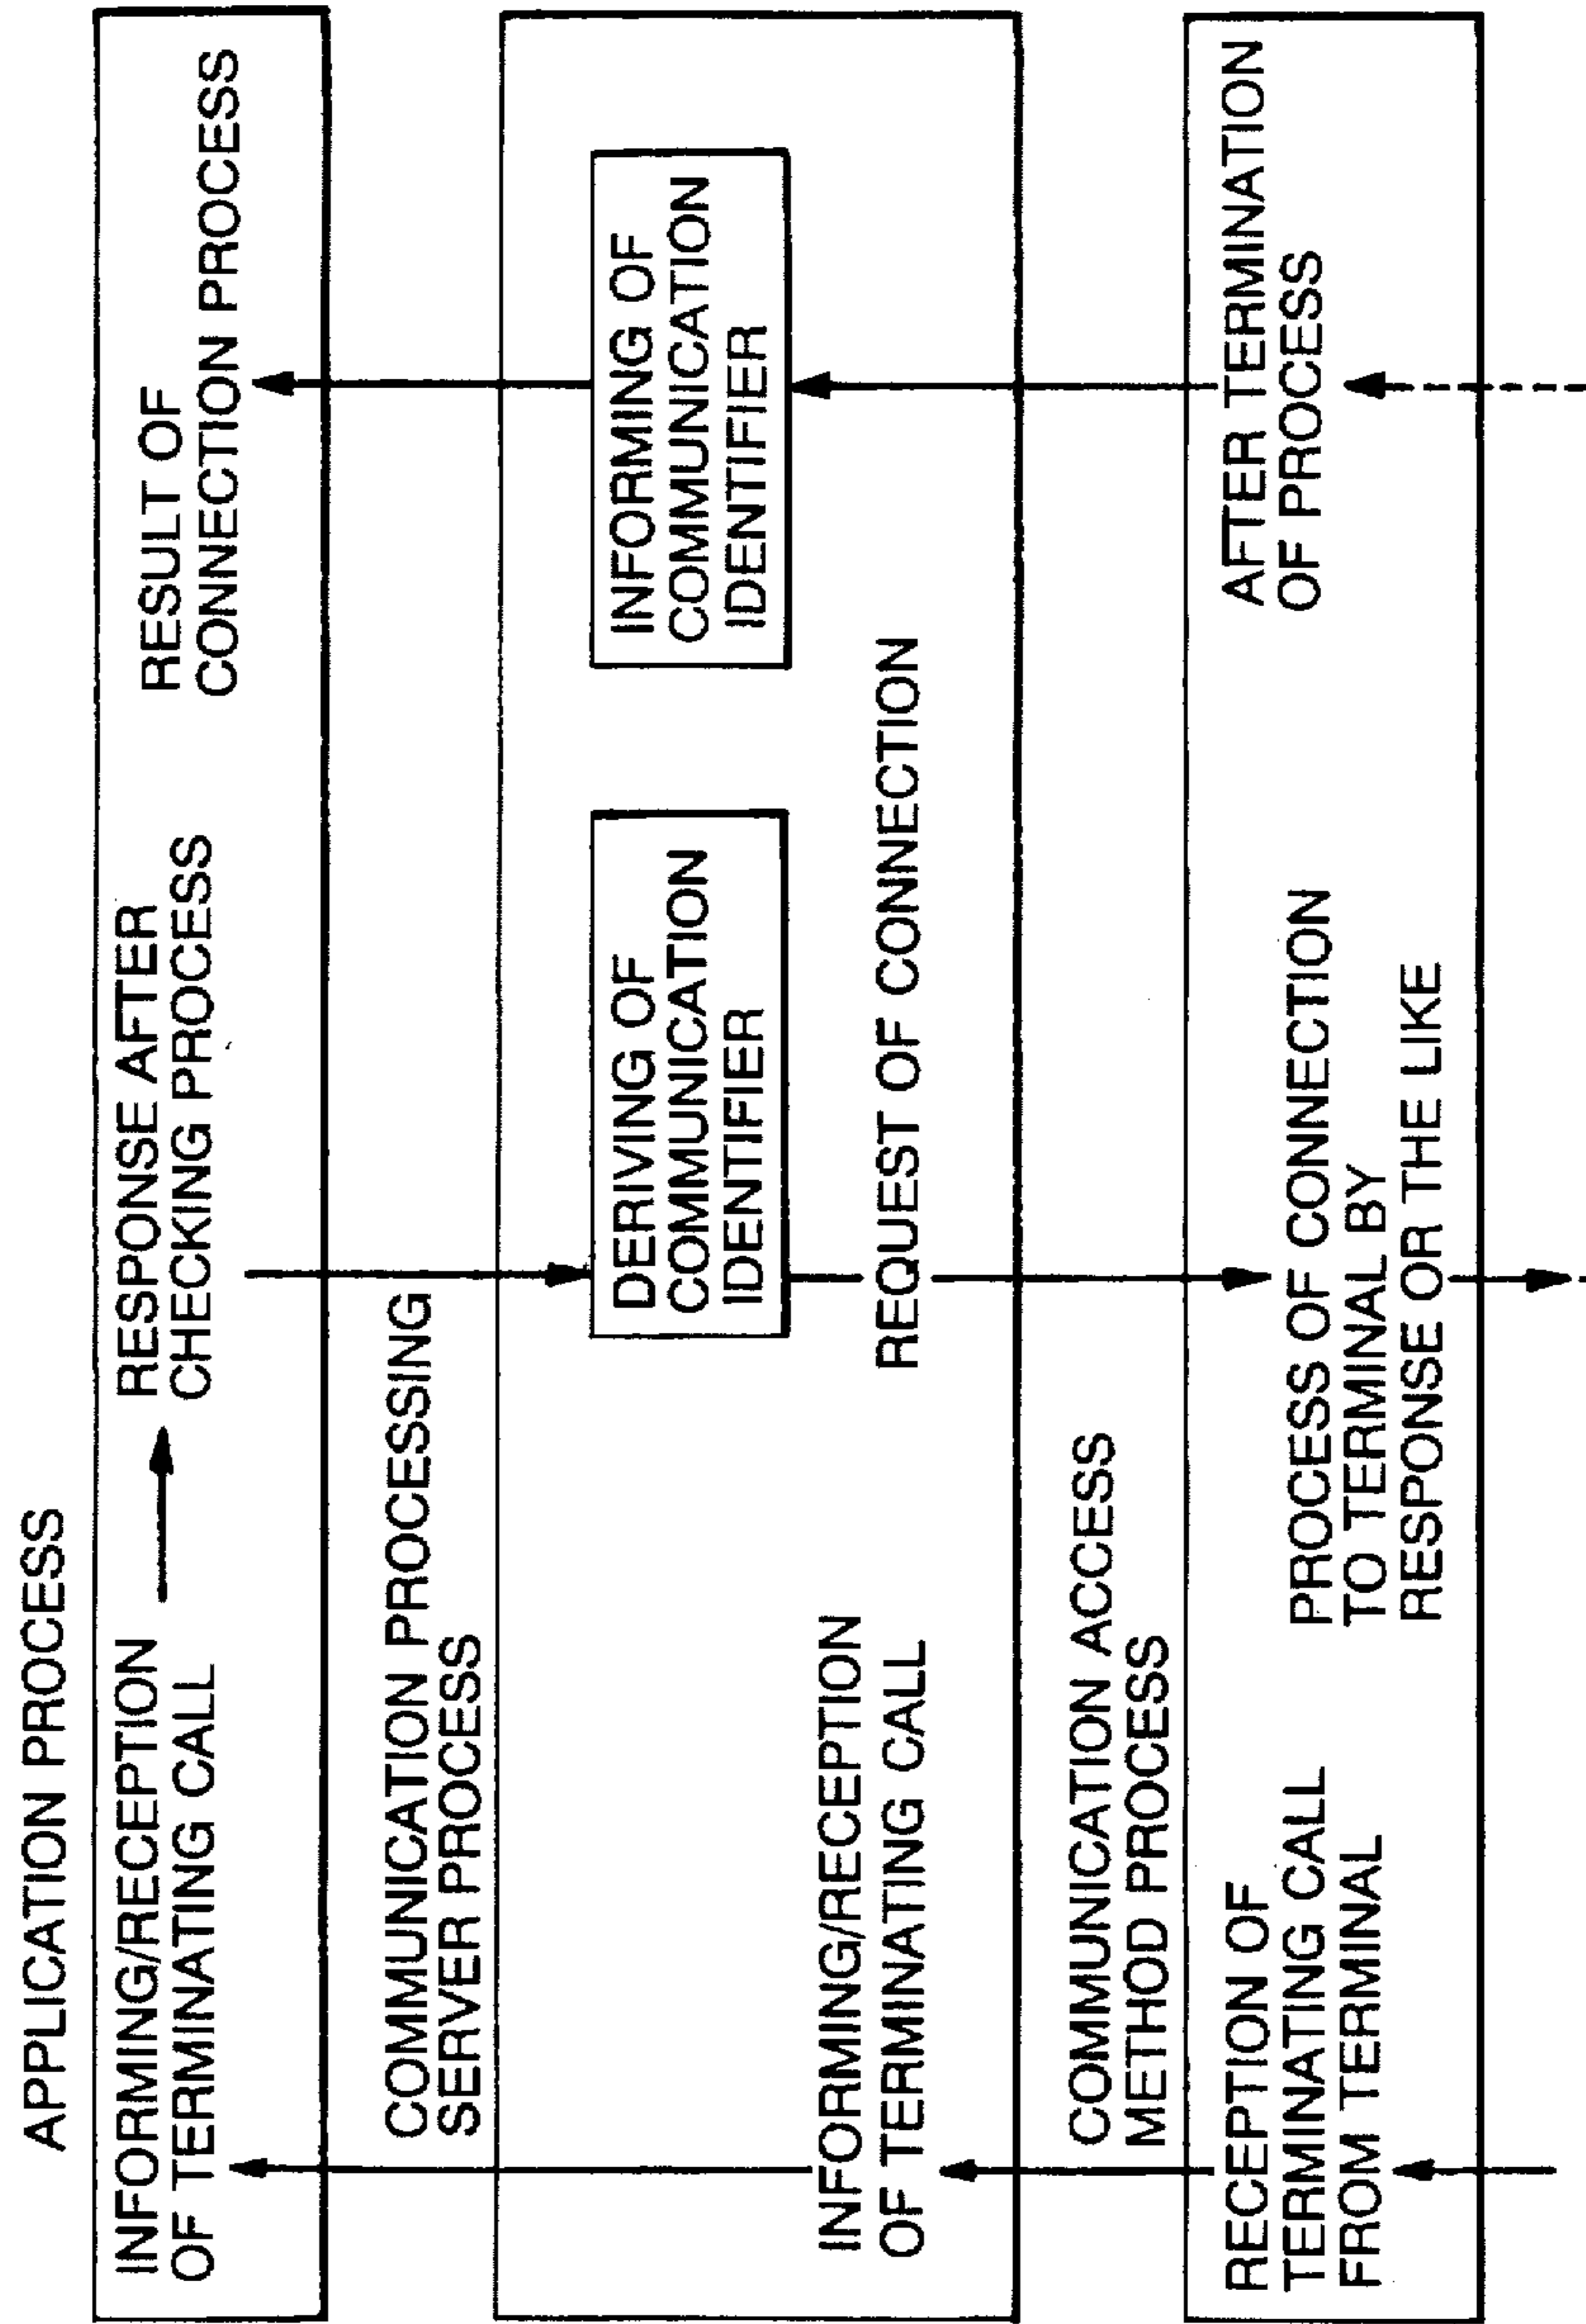 APPLICATION PROCESS
INFORMING/RECEPTION
OF TERMINATING CALL
RESPONSE AFTER
CHECKING PROCESS
RESULT OF
CONNECTION PROCESS
COMMUNICATION PROCESSING
SERVER PROCESS
INFORMING/RECEPTION
OF TERMINATING CALL
DERIVING OF
COMMUNICATION
IDENTIFIER
REQUEST OF CONNECTION
INFORMING OF
COMMUNICATION
IDENTIFIER
COMMUNICATION ACCESS
METHOD PROCESS
RECEPTION OF
TERMINATING CALL
FROM TERMINAL
PROCESS OF CONNECTION
TO TERMINAL BY
RESPONSE OR THE LIKE
AFTER TERMINATION
OF PROCESS